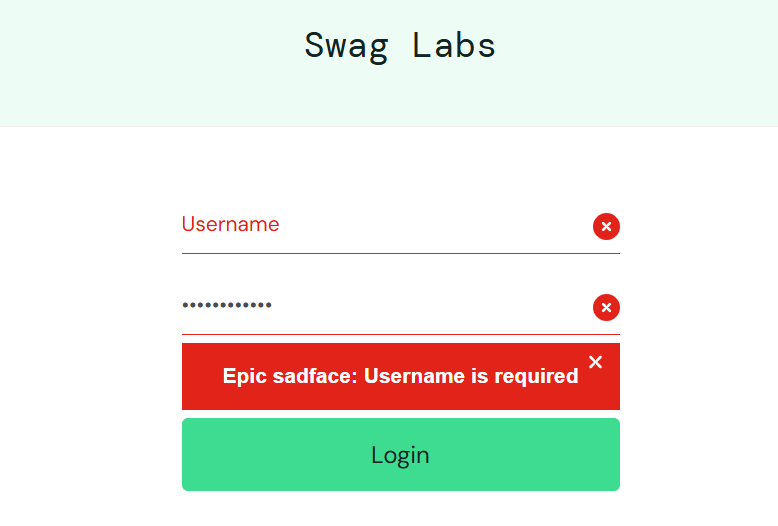 Swag Labs
Username
••••••••••••
Epic sadface: Username is required
Login